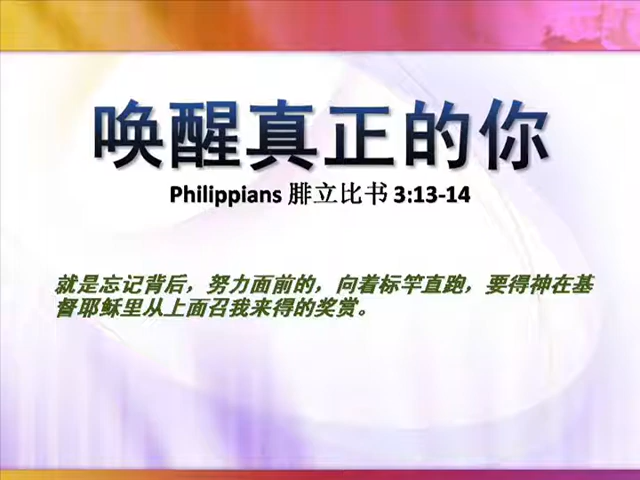 唤醒真正的你
Philippians 腓立比书 3:13-14
就是忘记背后，努力面前的，向着标竿直跑，要得神在基
督耶稣里从上面召我来得的奖赏。